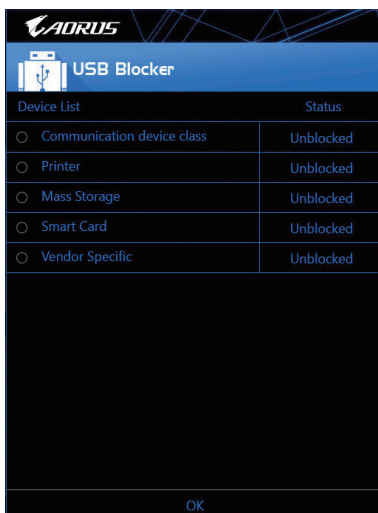 AORUS
USB Blocker
Device List Status
Communication device class Unblocked
Printer Unblocked
Mass Storage Unblocked
Smart Card Unblocked
Vendor Specific Unblocked
OK